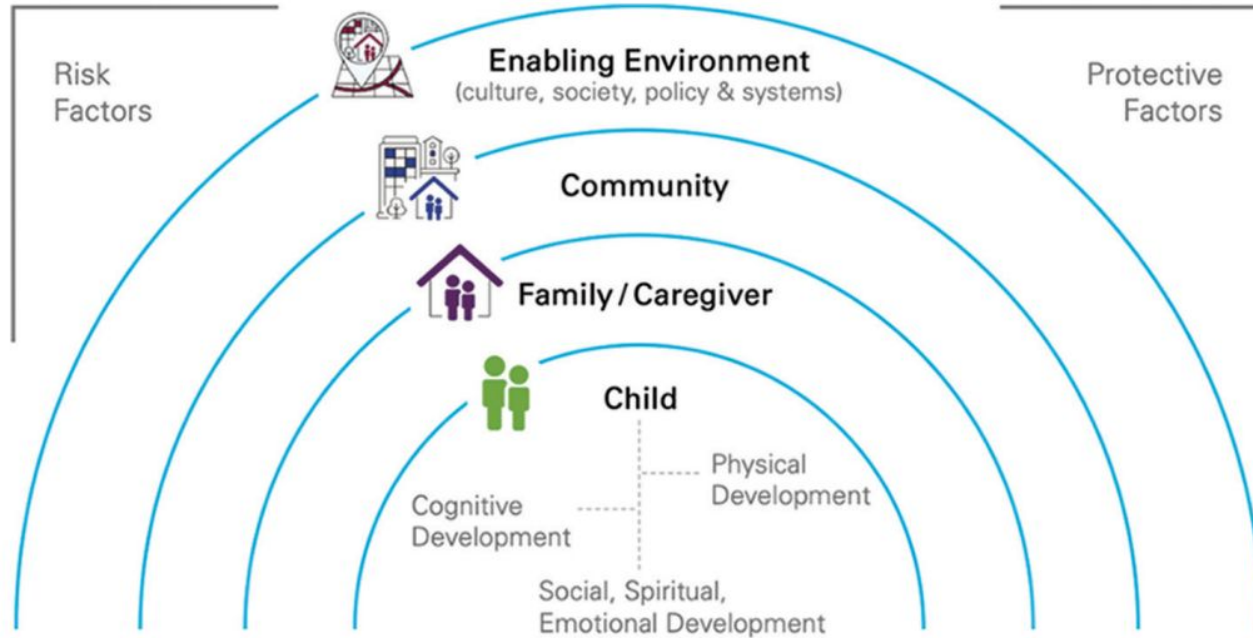 Risk
Factors
Enabling Environment
(culture, society, policy & systems)
Protective
Factors
Community
Family / Caregiver
Child
Physical
Development
Cognitive
Development
Social, Spiritual,
Emotional Development